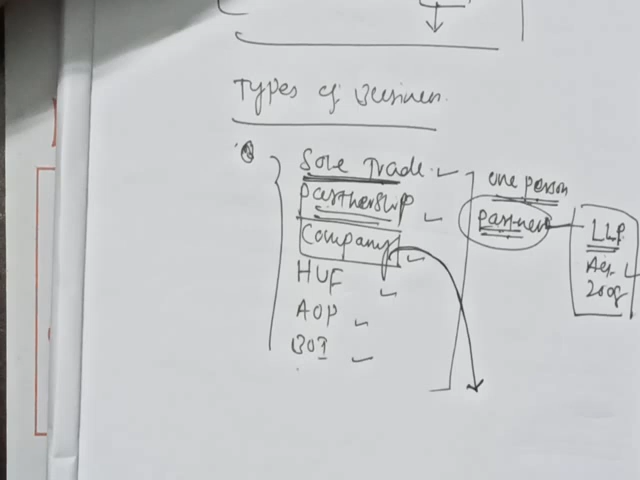 Types of Business.
Sole Trade
one person
Partnership
Partner
LLP
Company
Act
2008
HUF
AOP
BOI